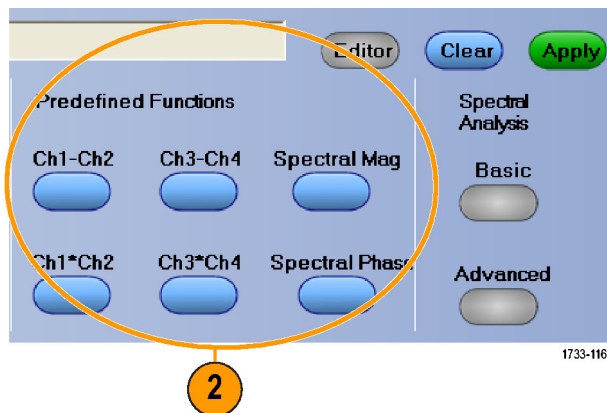 Editor Clear Apply
Predefined Functions
Spectral
Analysis
Ch1-Ch2 Ch3-Ch4 Spectral Mag
Basic
Ch1*Ch2 Ch3*Ch4 Spectral Phase
Advanced
1733-116
2